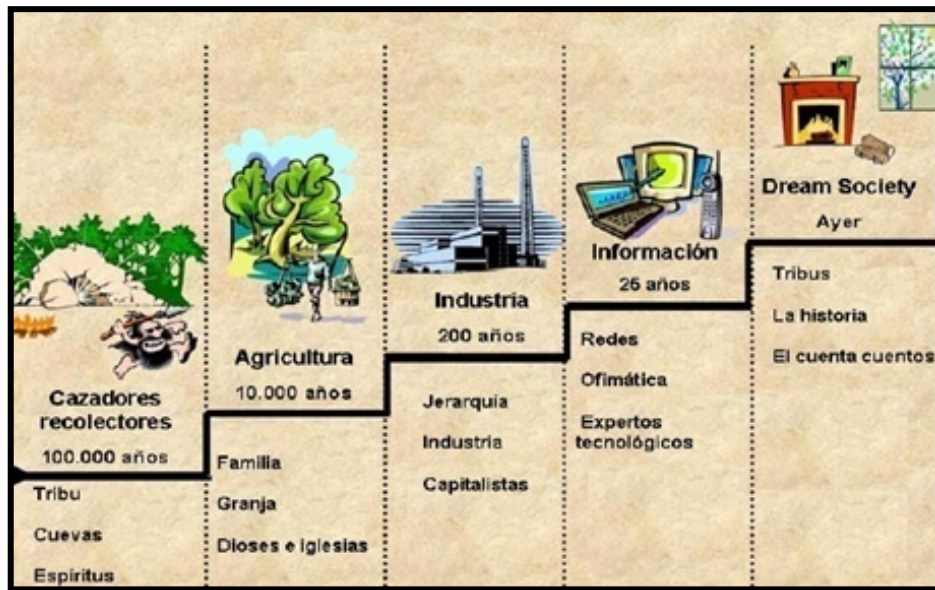 Cazadores
recolectores
100.000 años
Tribu
Cuevas
Espíritus
Agricultura
10.000 años
Familia
Granja
Dioses e iglesias
Industria
200 años
Jerarquía
Industria
Capitalistas
Información
25 años
Redes
Ofimática
Expertos
tecnológicos
Dream Society
Ayer
Tribus
La historia
El cuenta cuentos